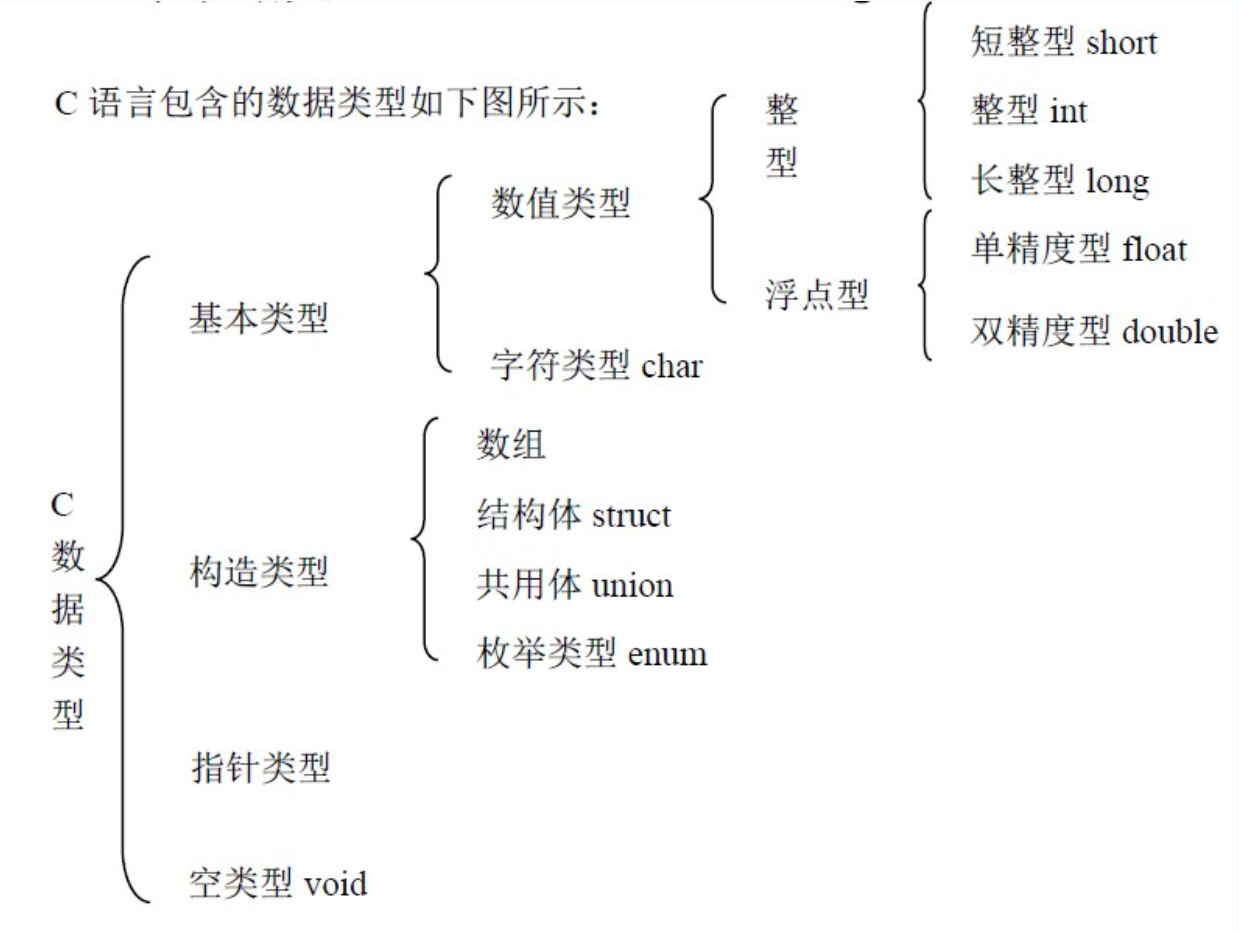 C 语言包含的数据类型如下图所示：
C
数
据
类
型
基本类型
数值类型
整
型
短整型 short
整型 int
长整型 long
浮点型
单精度型 float
双精度型 double
字符类型 char
构造类型
数组
结构体 struct
共用体 union
枚举类型 enum
指针类型
空类型 void